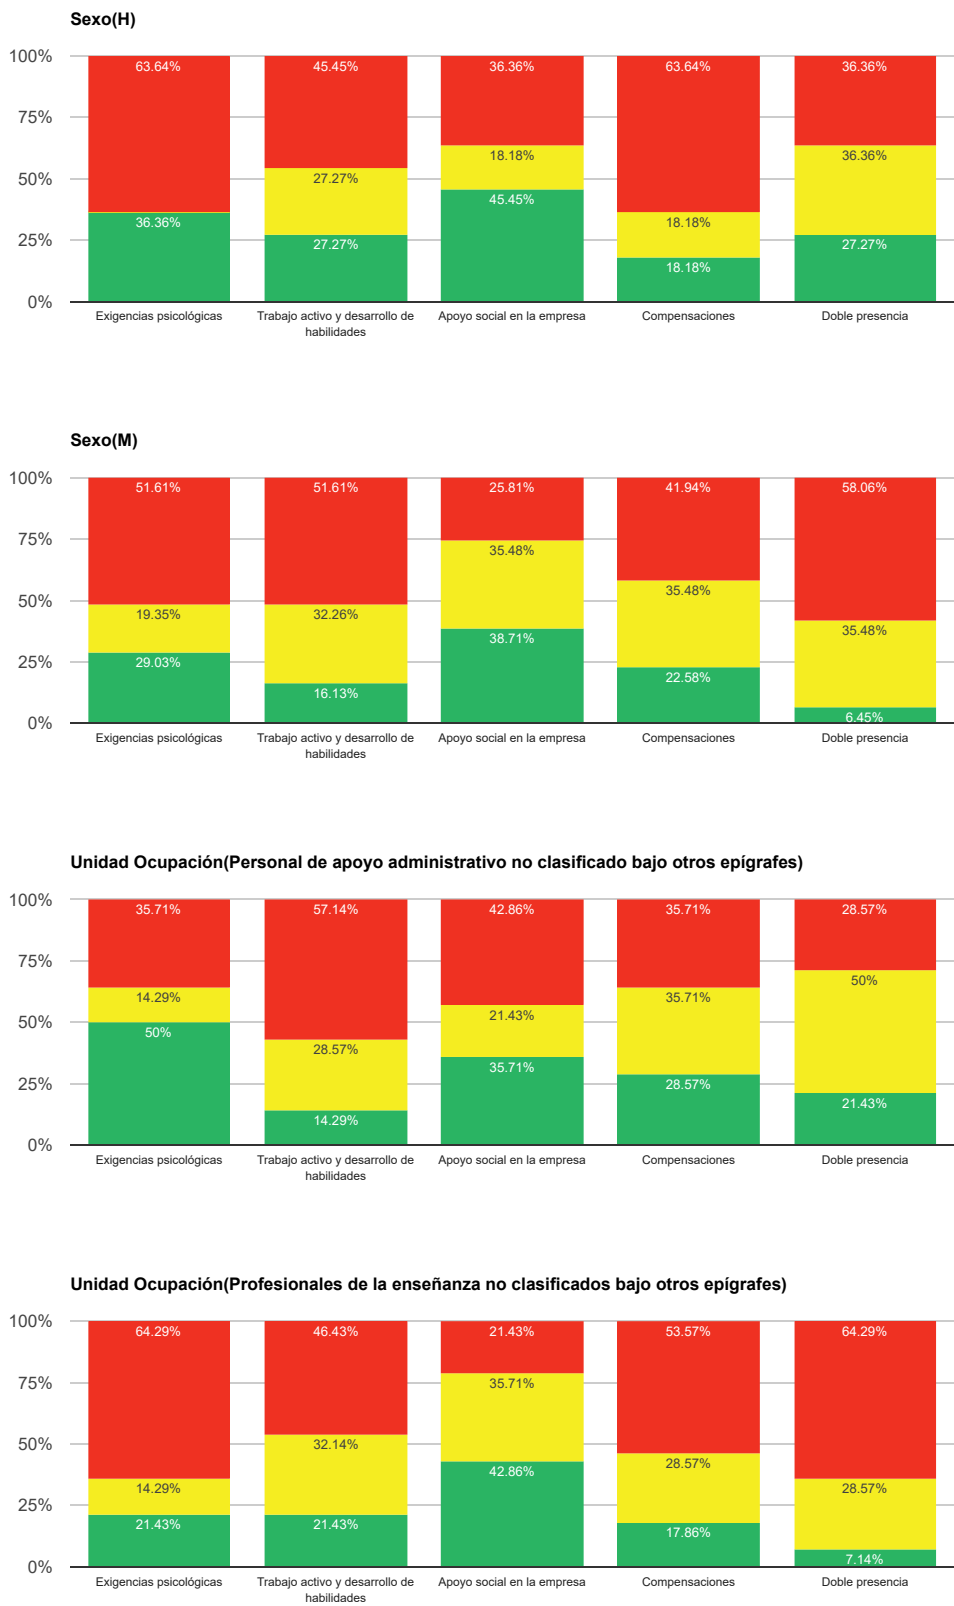 Sexo(H)
100%
63.64%
45.45%
36.36%
63.64%
36.36%
75%
18.18%
36.36%
50%
27.27%
45.45%
25%
36.36%
27.27%
18.18%
18.18%
27.27%
0%
Exigencias psicológicas
Trabajo activo y desarrollo de
habilidades
Apoyo social en la empresa
Compensaciones
Doble presencia
Sexo(M)
100%
51.61%
51.61%
25.81%
41.94%
58.06%
75%
35.48%
50%
19.35%
32.26%
38.71%
35.48%
35.48%
25%
29.03%
16.13%
22.58%
6.45%
0%
Exigencias psicológicas
Trabajo activo y desarrollo de
habilidades
Apoyo social en la empresa
Compensaciones
Doble presencia
Unidad Ocupación(Personal de apoyo administrativo no clasificado bajo otros epígrafes)
100%
35.71%
57.14%
42.86%
35.71%
28.57%
75%
14.29%
21.43%
35.71%
50%
50%
50%
28.57%
35.71%
28.57%
25%
14.29%
21.43%
0%
Exigencias psicológicas
Trabajo activo y desarrollo de
habilidades
Apoyo social en la empresa
Compensaciones
Doble presencia
Unidad Ocupación(Profesionales de la enseñanza no clasificados bajo otros epígrafes)
100%
64.29%
46.43%
21.43%
53.57%
64.29%
75%
35.71%
50%
32.14%
42.86%
28.57%
25%
14.29%
28.57%
21.43%
21.43%
17.86%
7.14%
0%
Exigencias psicológicas
Trabajo activo y desarrollo de
habilidades
Apoyo social en la empresa
Compensaciones
Doble presencia